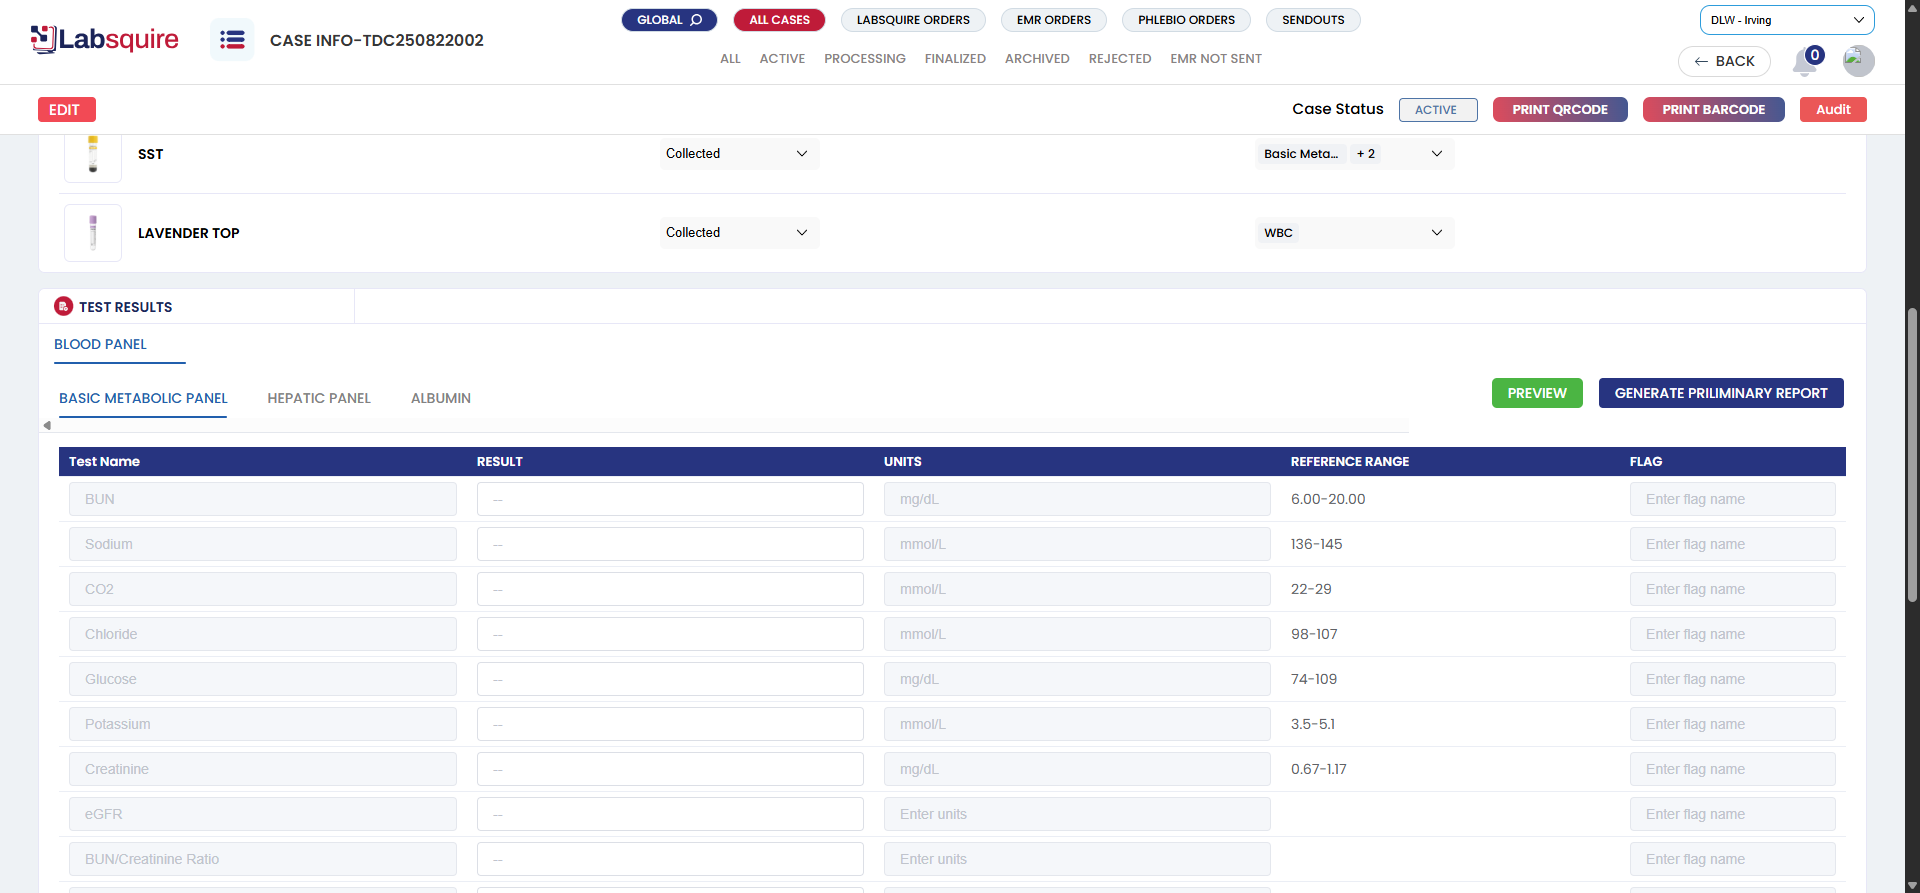 Labsquire
CASE INFO-TDC250822002
GLOBAL
ALL CASES
LABSQUIRE ORDERS
EMR ORDERS
PHLEBIO ORDERS
SENDOUTS
DLW - Irving
ALL
ACTIVE
PROCESSING
FINALIZED
ARCHIVED
REJECTED
EMR NOT SENT
BACK
0
EDIT
Case Status
ACTIVE
PRINT QRCODE
PRINT BARCODE
Audit
SST
Collected
Basic Meta... + 2
LAVENDER TOP
Collected
WBC
TEST RESULTS
BLOOD PANEL
BASIC METABOLIC PANEL
HEPATIC PANEL
ALBUMIN
PREVIEW
GENERATE PRILIMINARY REPORT
Test Name RESULT UNITS REFERENCE RANGE FLAG
BUN -- mg/dL 6.00-20.00 Enter flag name
Sodium -- mmol/L 136-145 Enter flag name
CO2 -- mmol/L 22-29 Enter flag name
Chloride -- mmol/L 98-107 Enter flag name
Glucose -- mg/dL 74-109 Enter flag name
Potassium -- mmol/L 3.5-5.1 Enter flag name
Creatinine -- mg/dL 0.67-1.17 Enter flag name
eGFR -- Enter units Enter flag name
BUN/Creatinine Ratio -- Enter units Enter flag name